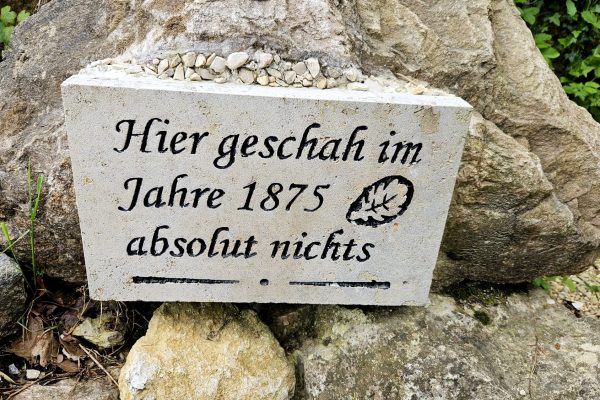 Hier geschah im
Jahre 1875
absolut nichts